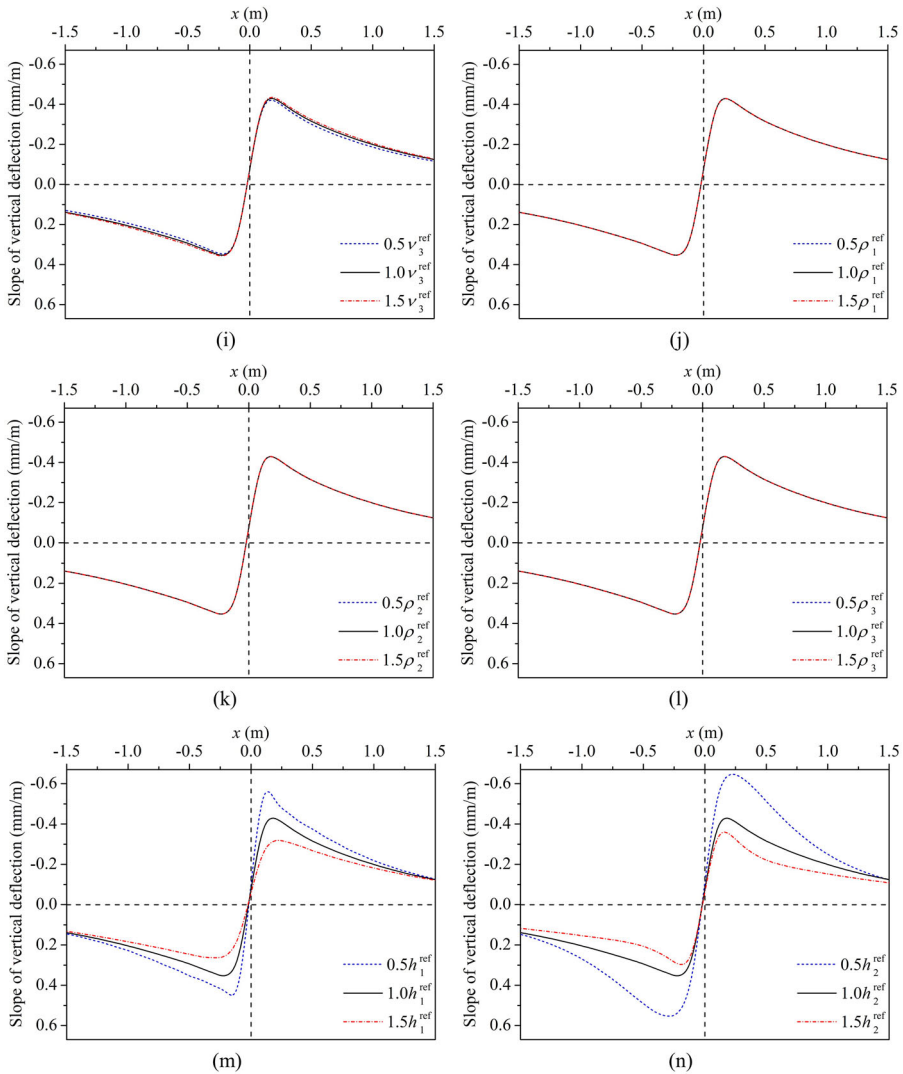 x (m)
-1.5 -1.0 -0.5 0.0 0.5 1.0 1.5
-0.6
-0.4
-0.2
0.0
0.2
0.4
0.6
Slope of vertical deflection (mm/m)
0.5ν₃ʳᵉᶠ
1.0ν₃ʳᵉᶠ
1.5ν₃ʳᵉᶠ
(i)
x (m)
-1.5 -1.0 -0.5 0.0 0.5 1.0 1.5
-0.6
-0.4
-0.2
0.0
0.2
0.4
0.6
Slope of vertical deflection (mm/m)
0.5ρ₁ʳᵉᶠ
1.0ρ₁ʳᵉᶠ
1.5ρ₁ʳᵉᶠ
(j)
x (m)
-1.5 -1.0 -0.5 0.0 0.5 1.0 1.5
-0.6
-0.4
-0.2
0.0
0.2
0.4
0.6
Slope of vertical deflection (mm/m)
0.5ρ₂ʳᵉᶠ
1.0ρ₂ʳᵉᶠ
1.5ρ₂ʳᵉᶠ
(k)
x (m)
-1.5 -1.0 -0.5 0.0 0.5 1.0 1.5
-0.6
-0.4
-0.2
0.0
0.2
0.4
0.6
Slope of vertical deflection (mm/m)
0.5ρ₃ʳᵉᶠ
1.0ρ₃ʳᵉᶠ
1.5ρ₃ʳᵉᶠ
(l)
x (m)
-1.5 -1.0 -0.5 0.0 0.5 1.0 1.5
-0.6
-0.4
-0.2
0.0
0.2
0.4
0.6
Slope of vertical deflection (mm/m)
0.5h₁ʳᵉᶠ
1.0h₁ʳᵉᶠ
1.5h₁ʳᵉᶠ
(m)
x (m)
-1.5 -1.0 -0.5 0.0 0.5 1.0 1.5
-0.6
-0.4
-0.2
0.0
0.2
0.4
0.6
Slope of vertical deflection (mm/m)
0.5h₂ʳᵉᶠ
1.0h₂ʳᵉᶠ
1.5h₂ʳᵉᶠ
(n)